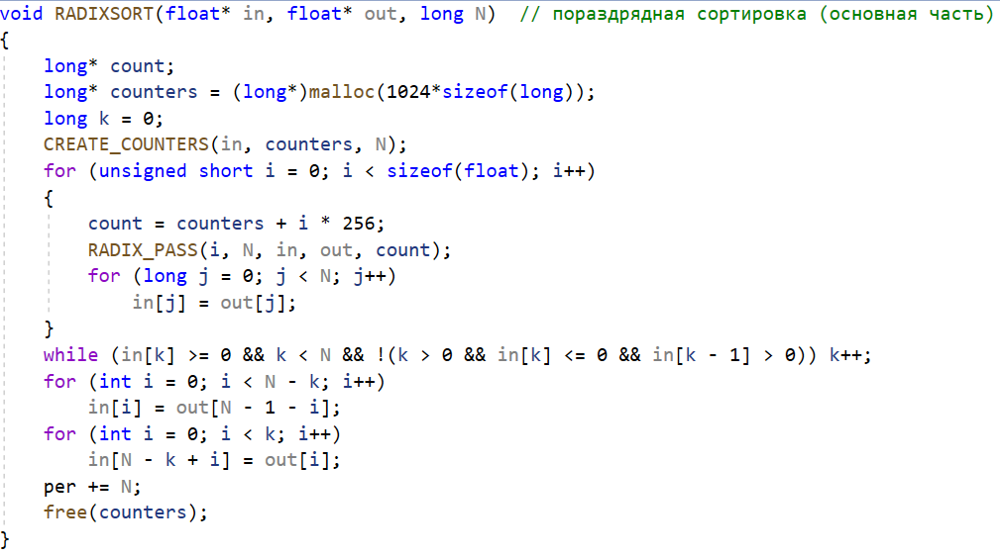 void RADIXSORT(float* in, float* out, long N)  // пораздрядная сортировка (основная часть)
{
    long* count;
    long* counters = (long*)malloc(1024*sizeof(long));
    long k = 0;
    CREATE_COUNTERS(in, counters, N);
    for (unsigned short i = 0; i < sizeof(float); i++)
    {
        count = counters + i * 256;
        RADIX_PASS(i, N, in, out, count);
        for (long j = 0; j < N; j++)
            in[j] = out[j];
    }
    while (in[k] >= 0 && k < N && !(k > 0 && in[k] <= 0 && in[k - 1] > 0)) k++;
    for (int i = 0; i < N - k; i++)
        in[i] = out[N - 1 - i];
    for (int i = 0; i < k; i++)
        in[N - k + i] = out[i];
    per += N;
    free(counters);
}